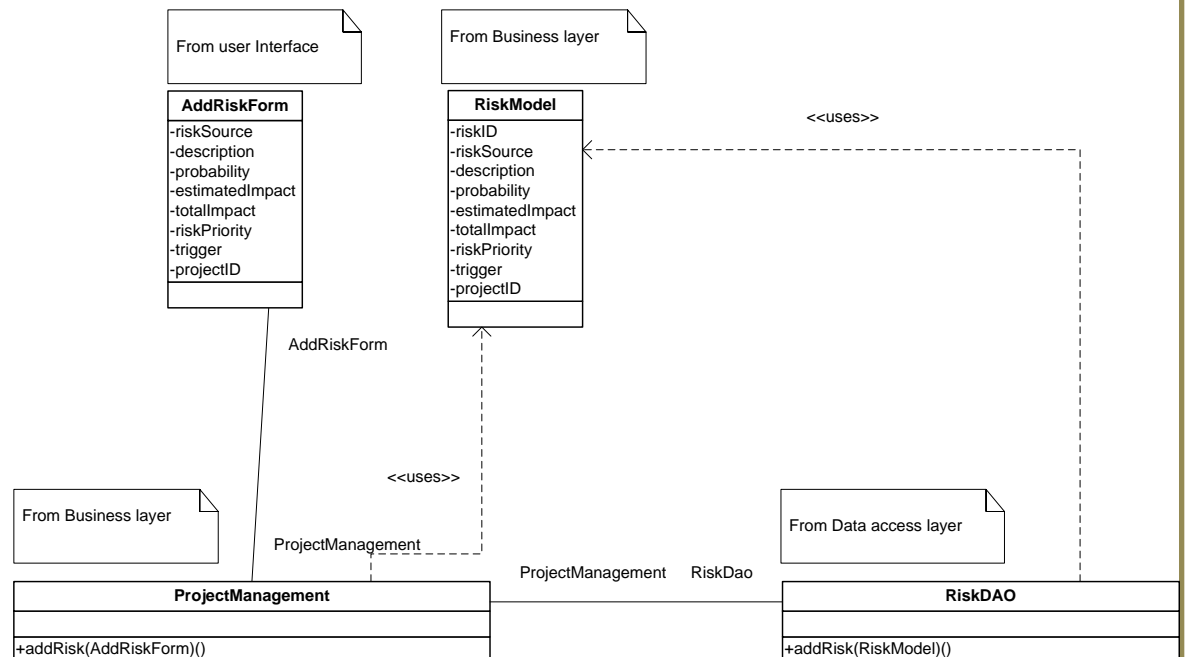 From user Interface
From Business layer
AddRiskForm
-riskSource
-description
-probability
-estimatedImpact
-totalImpact
-riskPriority
-trigger
-projectID
RiskModel
-riskID
-riskSource
-description
-probability
-estimatedImpact
-totalImpact
-riskPriority
-trigger
-projectID
<<uses>>
AddRiskForm
<<uses>>
From Business layer
From Data access layer
ProjectManagement
ProjectManagement
RiskDao
ProjectManagement
+addRisk(AddRiskForm)()
RiskDAO
+addRisk(RiskModel)()